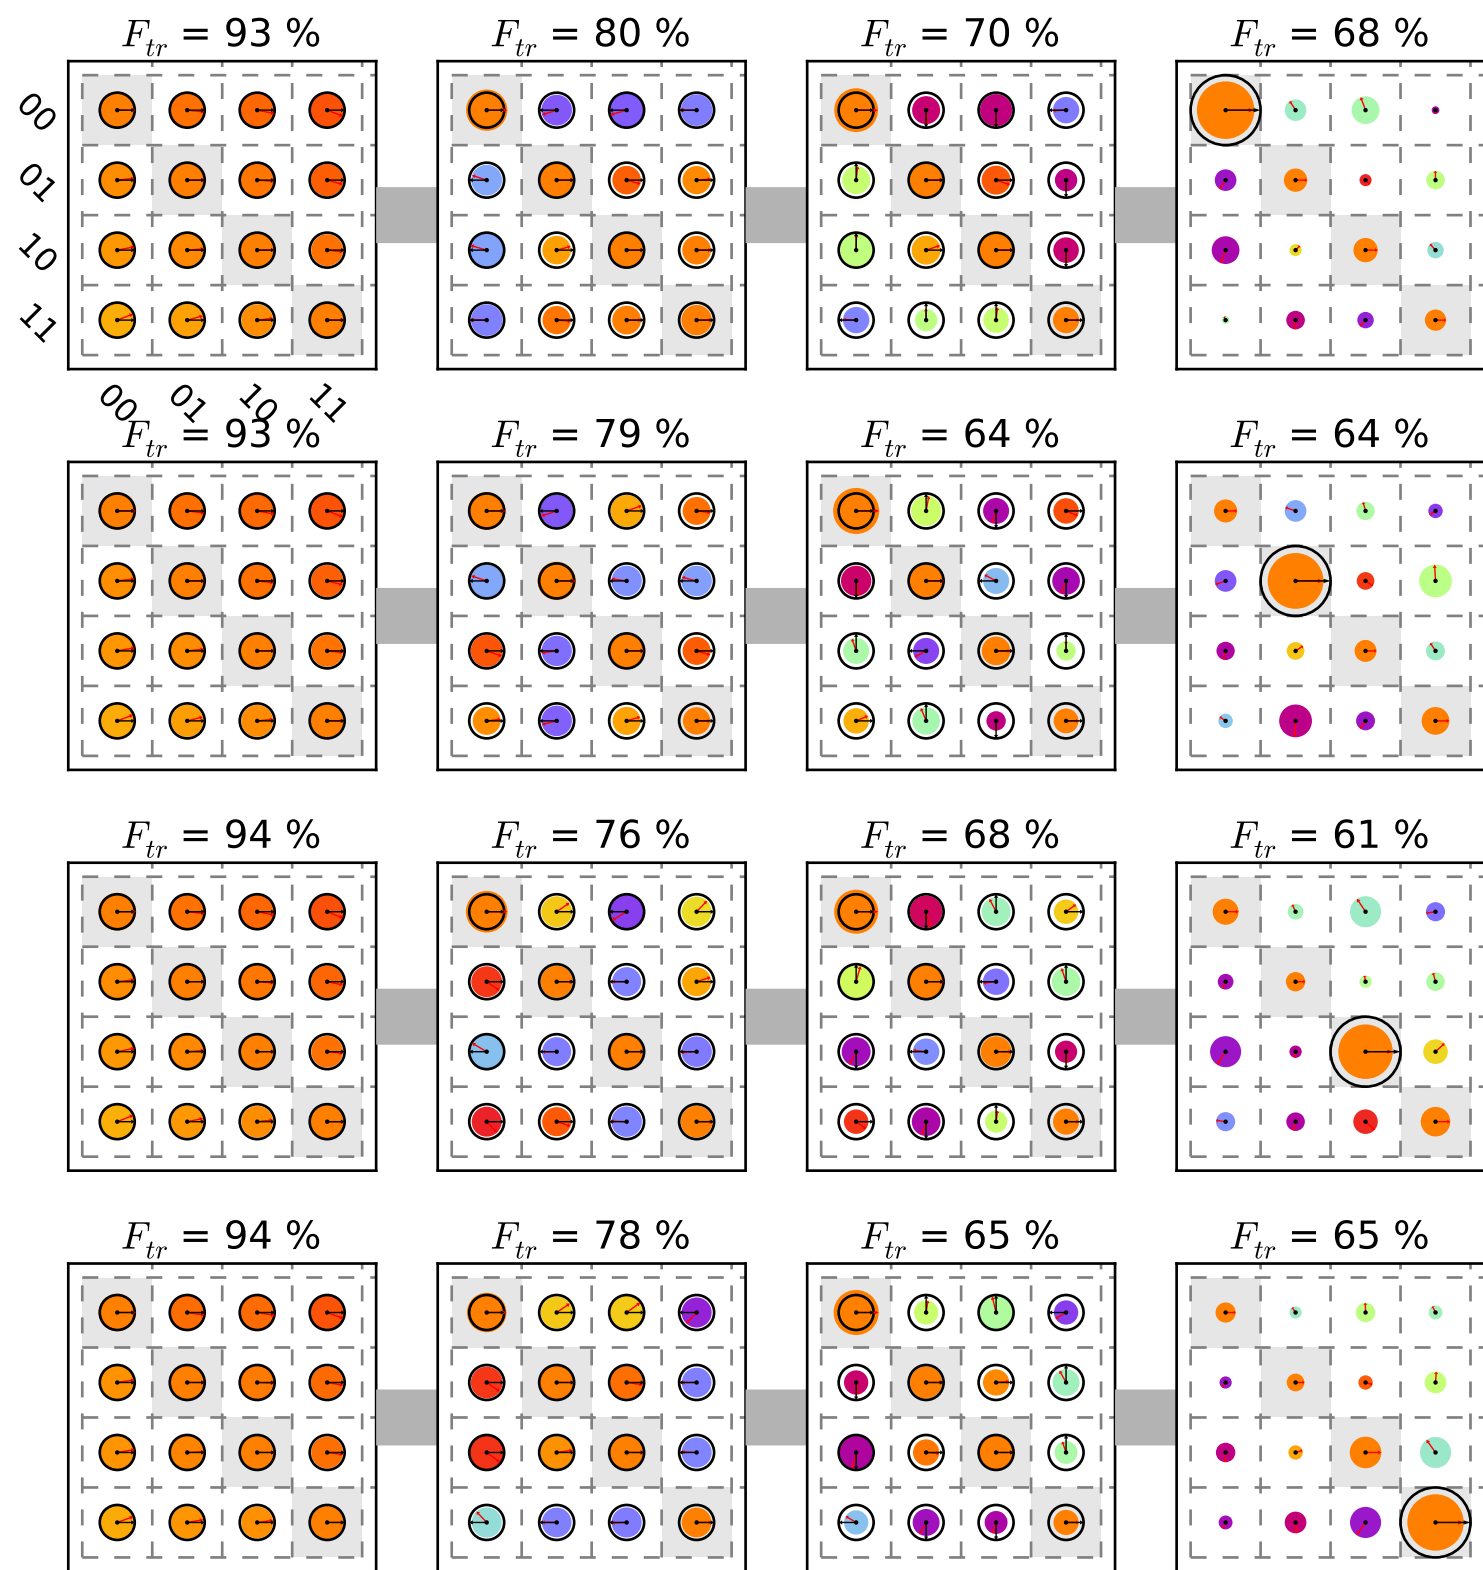 F_tr = 93 % F_tr = 80 % F_tr = 70 % F_tr = 68 %
00
01
10
11
00 01 10 11
F_tr = 93 % F_tr = 79 % F_tr = 64 % F_tr = 64 %
F_tr = 94 % F_tr = 76 % F_tr = 68 % F_tr = 61 %
F_tr = 94 % F_tr = 78 % F_tr = 65 % F_tr = 65 %